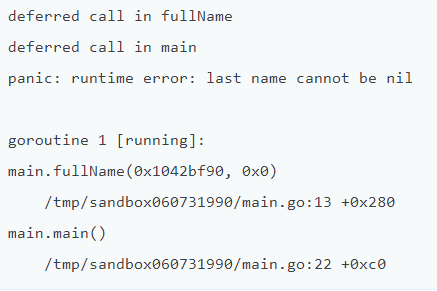 deferred call in fullName
deferred call in main
panic: runtime error: last name cannot be nil
goroutine 1 [running]:
main.fullName(0x1042bf90, 0x0)
/tmp/sandbox060731990/main.go:13 +0x280
main.main()
/tmp/sandbox060731990/main.go:22 +0xc0